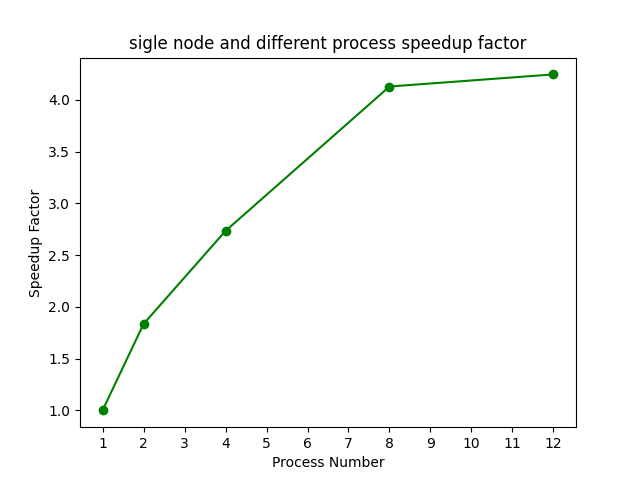 sigle node and different process speedup factor
Speedup Factor
4.0
3.5
3.0
2.5
2.0
1.5
1.0
1 2 3 4 5 6 7 8 9 10 11 12
Process Number